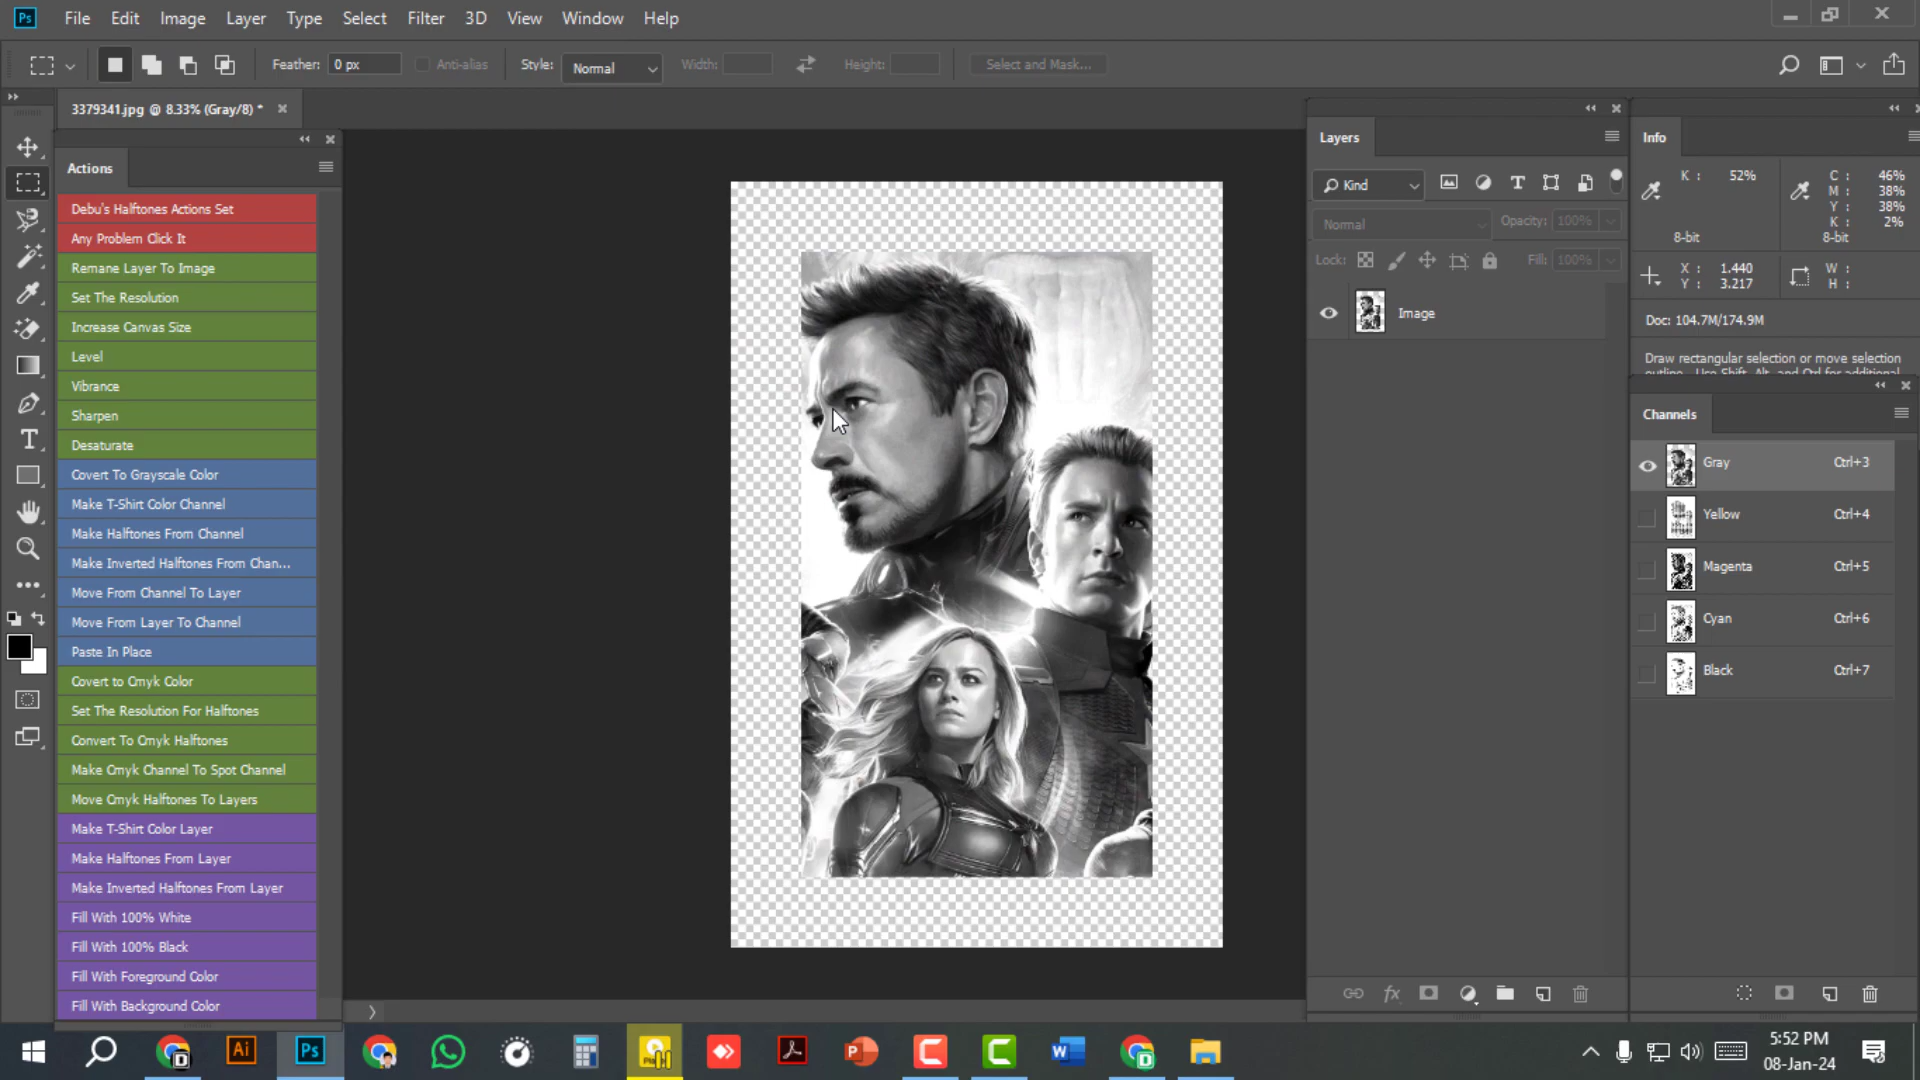 Ps File Edit Image Layer Type Select Filter 3D View Window Help
Feather: 0 px Anti-alias Style: Normal Width: Height: Select and Mask...
3379341.jpg @ 8.33% (Gray/8) *
Actions
Debu's Halftones Actions Set
Any Problem Click It
Remane Layer To Image
Set The Resolution
Increase Canvas Size
Level
Vibrance
Sharpen
Desaturate
Covert To Grayscale Color
Make T-Shirt Color Channel
Make Halftones From Channel
Make Inverted Halftones From Chan...
Move From Channel To Layer
Move From Layer To Channel
Paste In Place
Covert to Cmyk Color
Set The Resolution For Halftones
Convert To Cmyk Halftones
Make Cmyk Channel To Spot Channel
Move Cmyk Halftones To Layers
Make T-Shirt Color Layer
Make Halftones From Layer
Make Inverted Halftones From Layer
Fill With 100% White
Fill With 100% Black
Fill With Foreground Color
Fill With Background Color
Layers
Kind
Normal Opacity: 100%
Lock: Fill: 100%
Image
Info
K : 52%
C : 46%
M : 38%
Y : 38%
K : 2%
8-bit 8-bit
X : 1.440
Y : 3.217
W :
H :
Doc: 104.7M/174.9M
Draw rectangular selection or move selection
outline. Use Shift, Alt, and Ctrl for additional
Channels
Gray Ctrl+3
Yellow Ctrl+4
Magenta Ctrl+5
Cyan Ctrl+6
Black Ctrl+7
5:52 PM
08-Jan-24